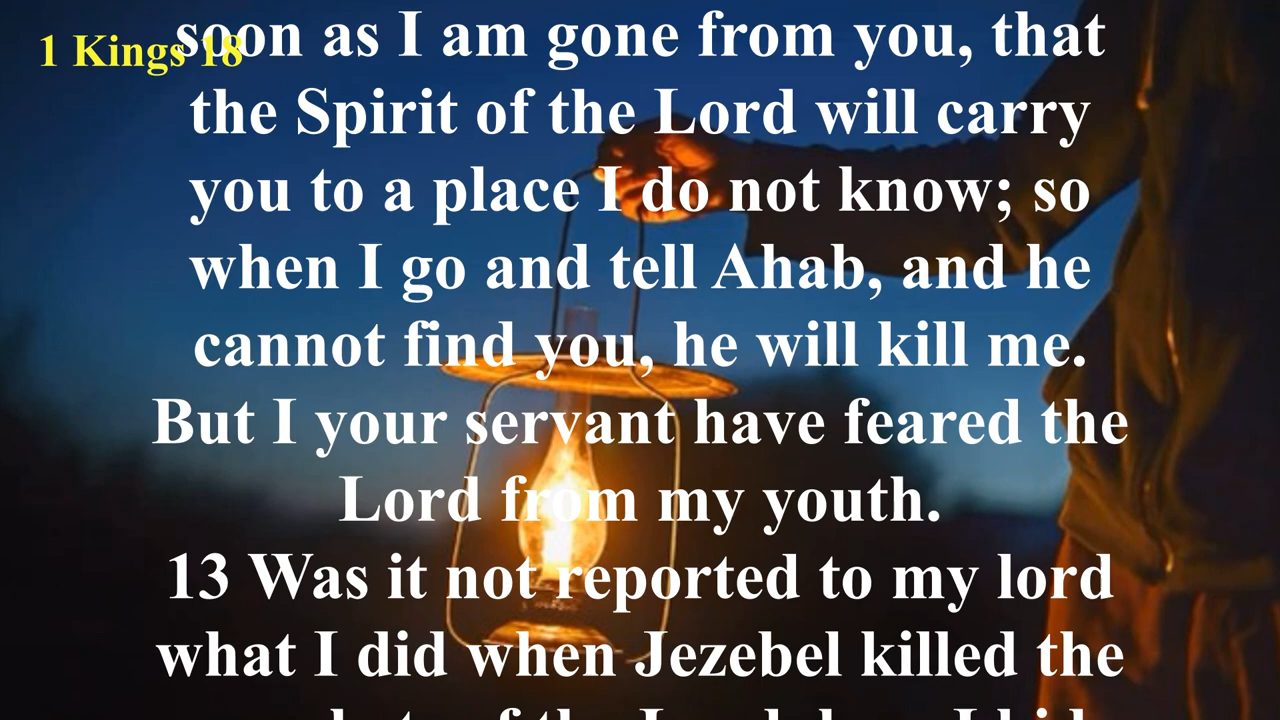 1 Kings 18
soon as I am gone from you, that
the Spirit of the Lord will carry
you to a place I do not know; so
when I go and tell Ahab, and he
cannot find you, he will kill me.
But I your servant have feared the
Lord from my youth.
13 Was it not reported to my lord
what I did when Jezebel killed the